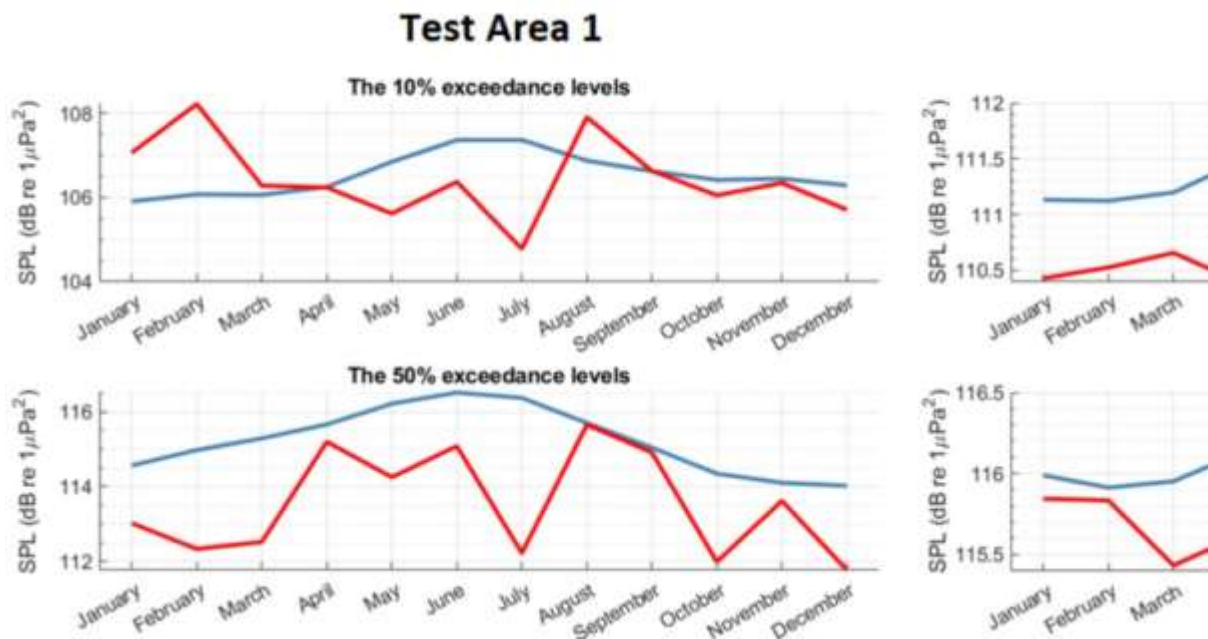 Test Area 1
The 10% exceedance levels
SPL (dB re 1μPa²)
108
106
104
January
February
March
April
May
June
July
August
September
October
November
December
SPL (dB re 1μPa²)
112
111.5
111
110.5
January
February
March
The 50% exceedance levels
SPL (dB re 1μPa²)
116
114
112
January
February
March
April
May
June
July
August
September
October
November
December
SPL (dB re 1μPa²)
116.5
116
115.5
January
February
March